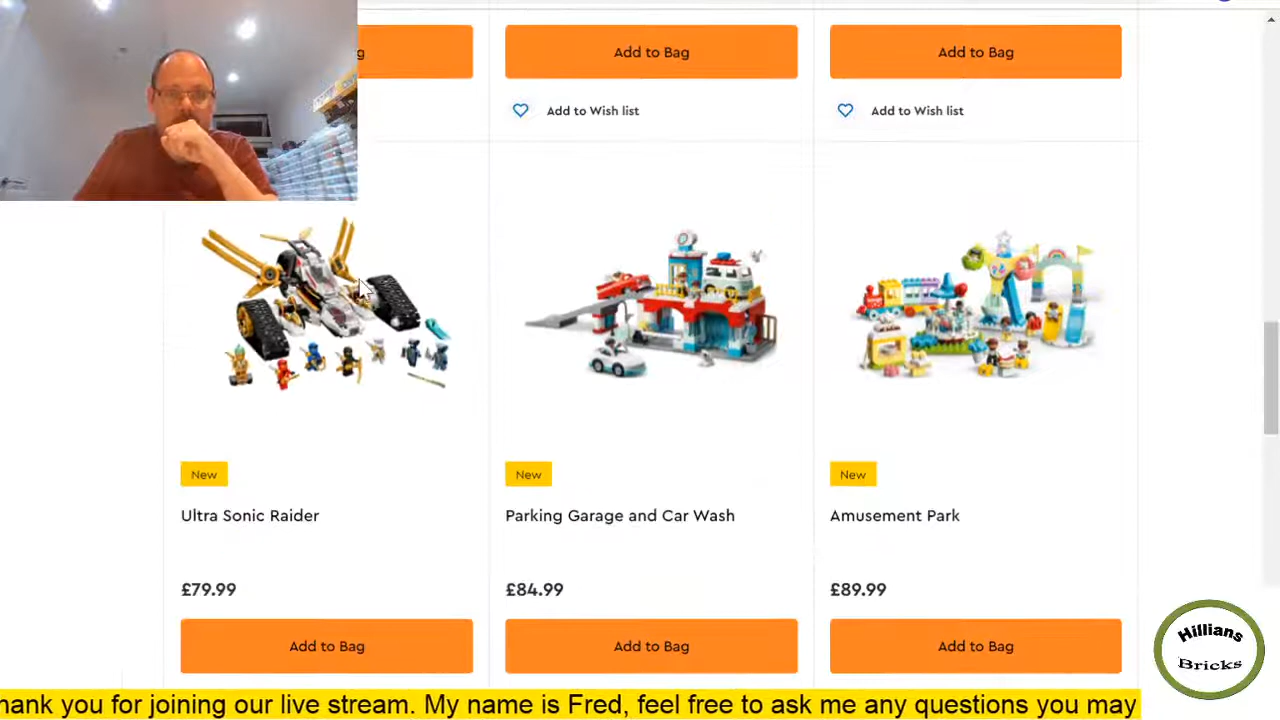 Add to Bag
Add to Bag
Add to Wish list
Add to Wish list
New
New
New
Ultra Sonic Raider
Parking Garage and Car Wash
Amusement Park
£79.99
£84.99
£89.99
Add to Bag
Add to Bag
Add to Bag
Hillians
Bricks
hank you for joining our live stream. My name is Fred, feel free to ask me any questions you may